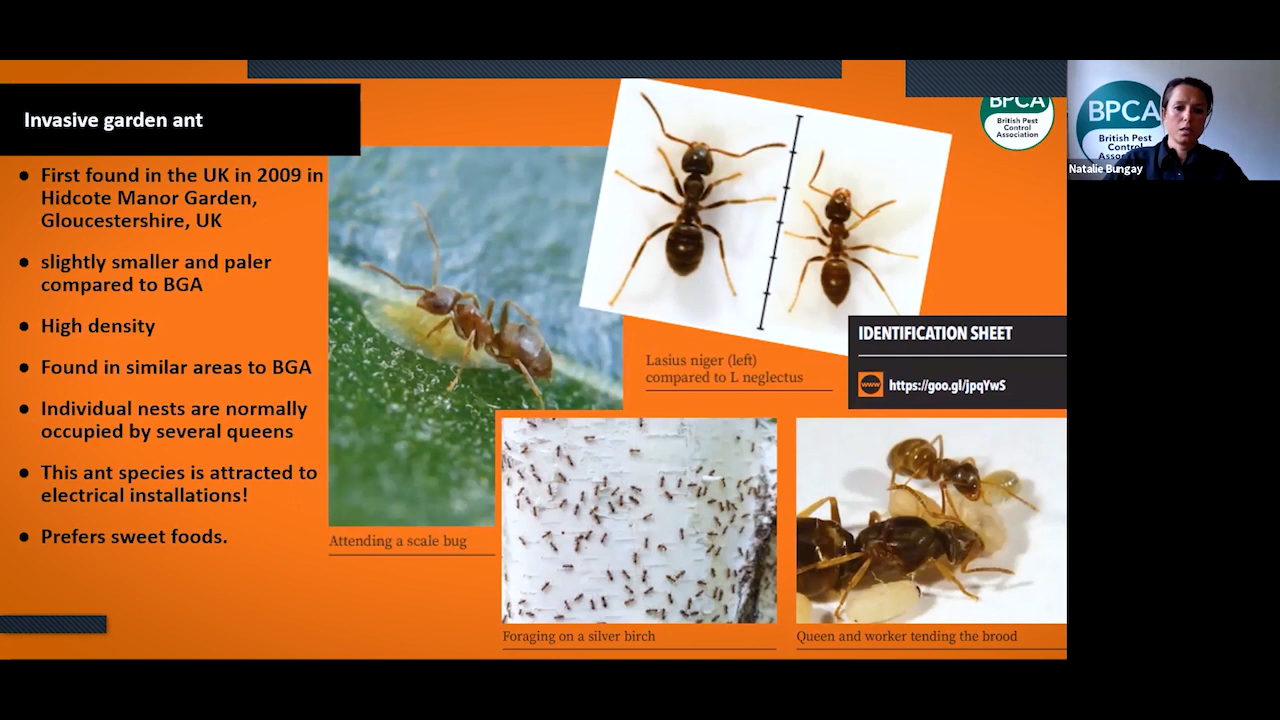 Invasive garden ant
● First found in the UK in 2009 in
Hidcote Manor Garden,
Gloucestershire, UK
● slightly smaller and paler
compared to BGA
● High density
● Found in similar areas to BGA
● Individual nests are normally
occupied by several queens
● This ant species is attracted to
electrical installations!
● Prefers sweet foods.
Attending a scale bug
Lasius niger (left)
compared to L neglectus
BPCA
British Pest
Control
Association
IDENTIFICATION SHEET
www https://goo.gl/jpqYwS
Foraging on a silver birch
Queen and worker tending the brood
BPCA
British Pest
Control
Natalie Bungay